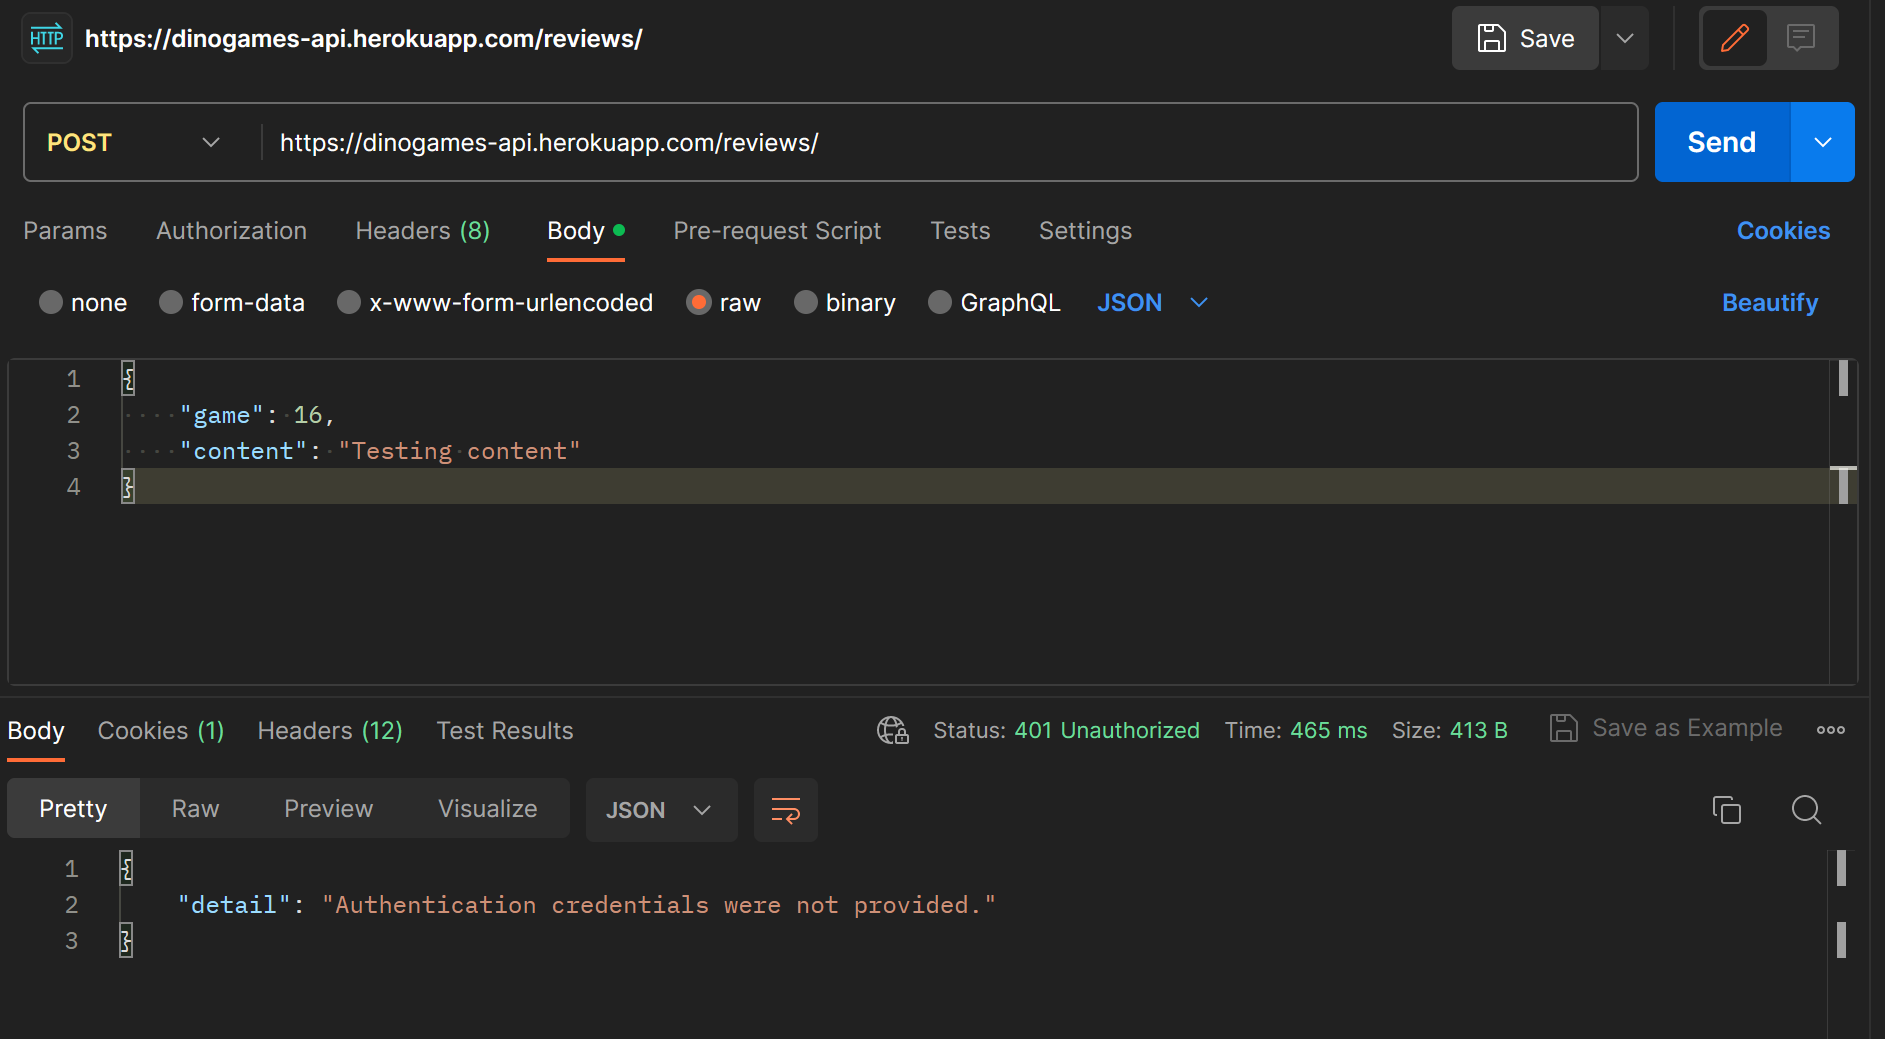 HTTP https://dinogames-api.herokuapp.com/reviews/ Save
POST https://dinogames-api.herokuapp.com/reviews/ Send
Params Authorization Headers (8) Body Pre-request Script Tests Settings Cookies
none form-data x-www-form-urlencoded raw binary GraphQL JSON Beautify
1 {
2 "game": 16,
3 "content": "Testing content"
4 }
Body Cookies (1) Headers (12) Test Results Status: 401 Unauthorized Time: 465 ms Size: 413 B Save as Example
Pretty Raw Preview Visualize JSON
1 {
2 "detail": "Authentication credentials were not provided."
3 }